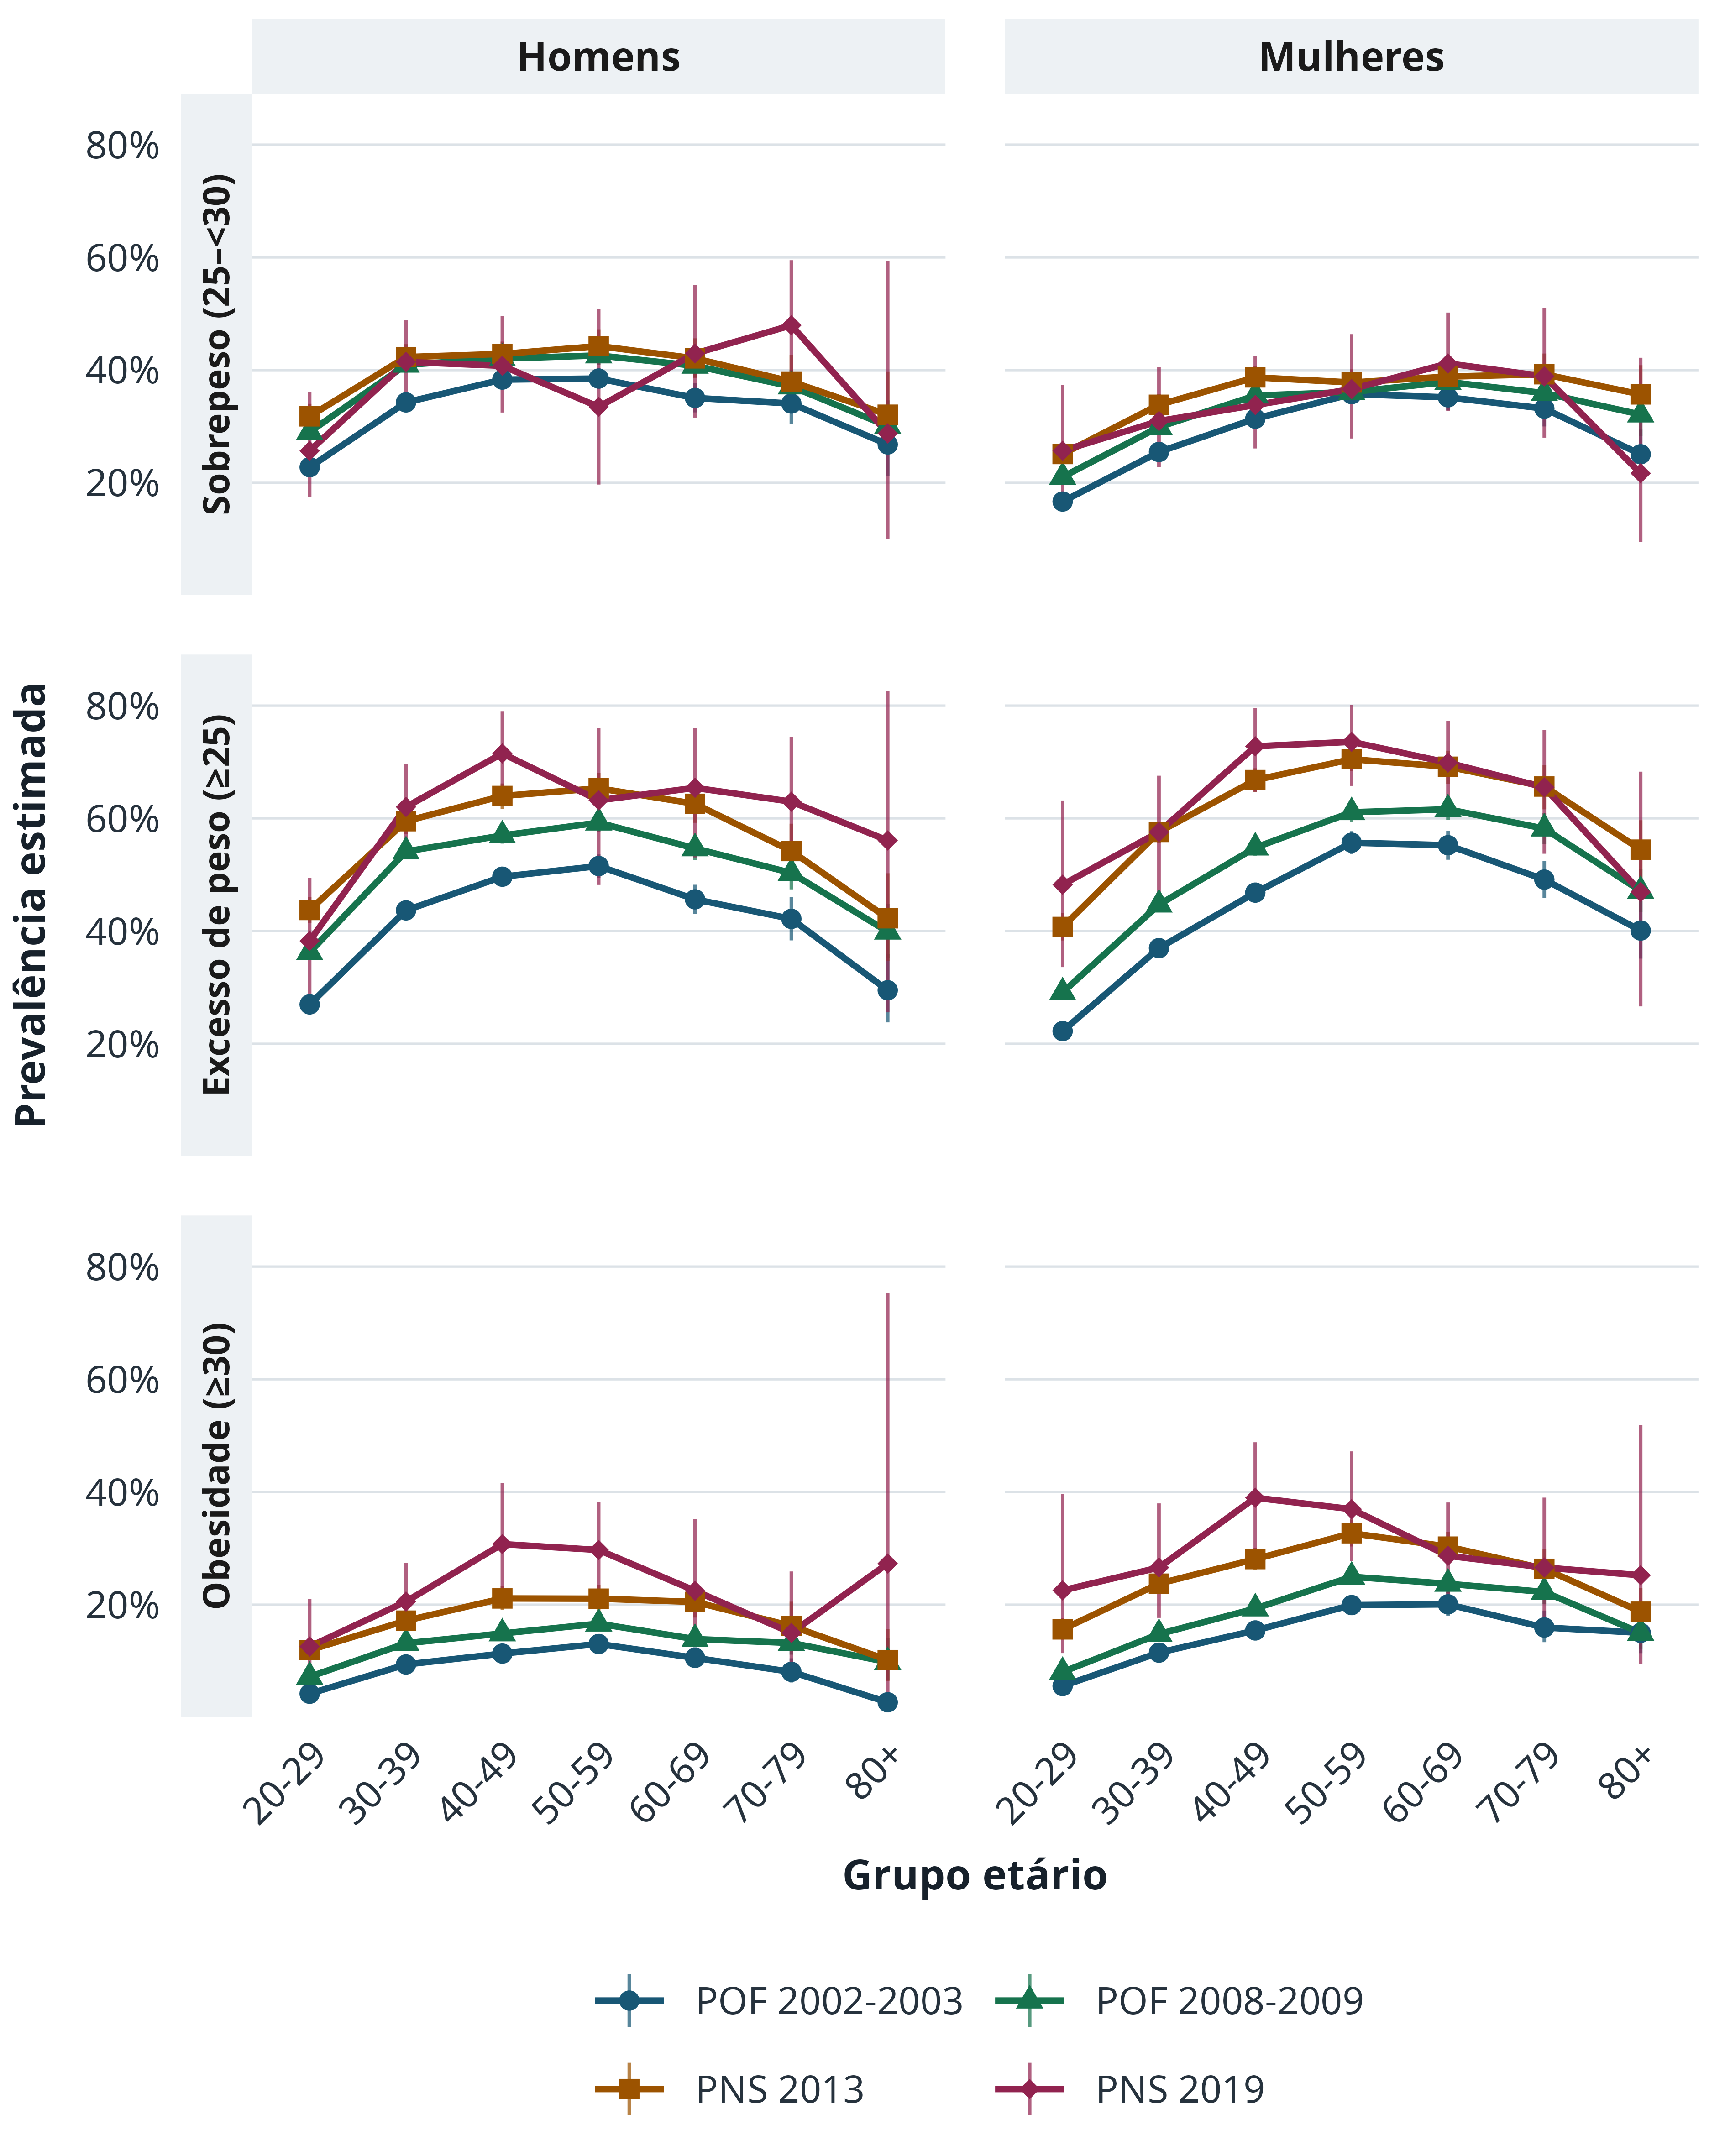 Homens
Mulheres
Prevalência estimada
Sobrepeso (25–<30)
80%
60%
40%
20%
Excesso de peso (≥25)
80%
60%
40%
20%
Obesidade (≥30)
80%
60%
40%
20%
20-29 30-39 40-49 50-59 60-69 70-79 80+
20-29 30-39 40-49 50-59 60-69 70-79 80+
Grupo etário
POF 2002-2003
POF 2008-2009
PNS 2013
PNS 2019